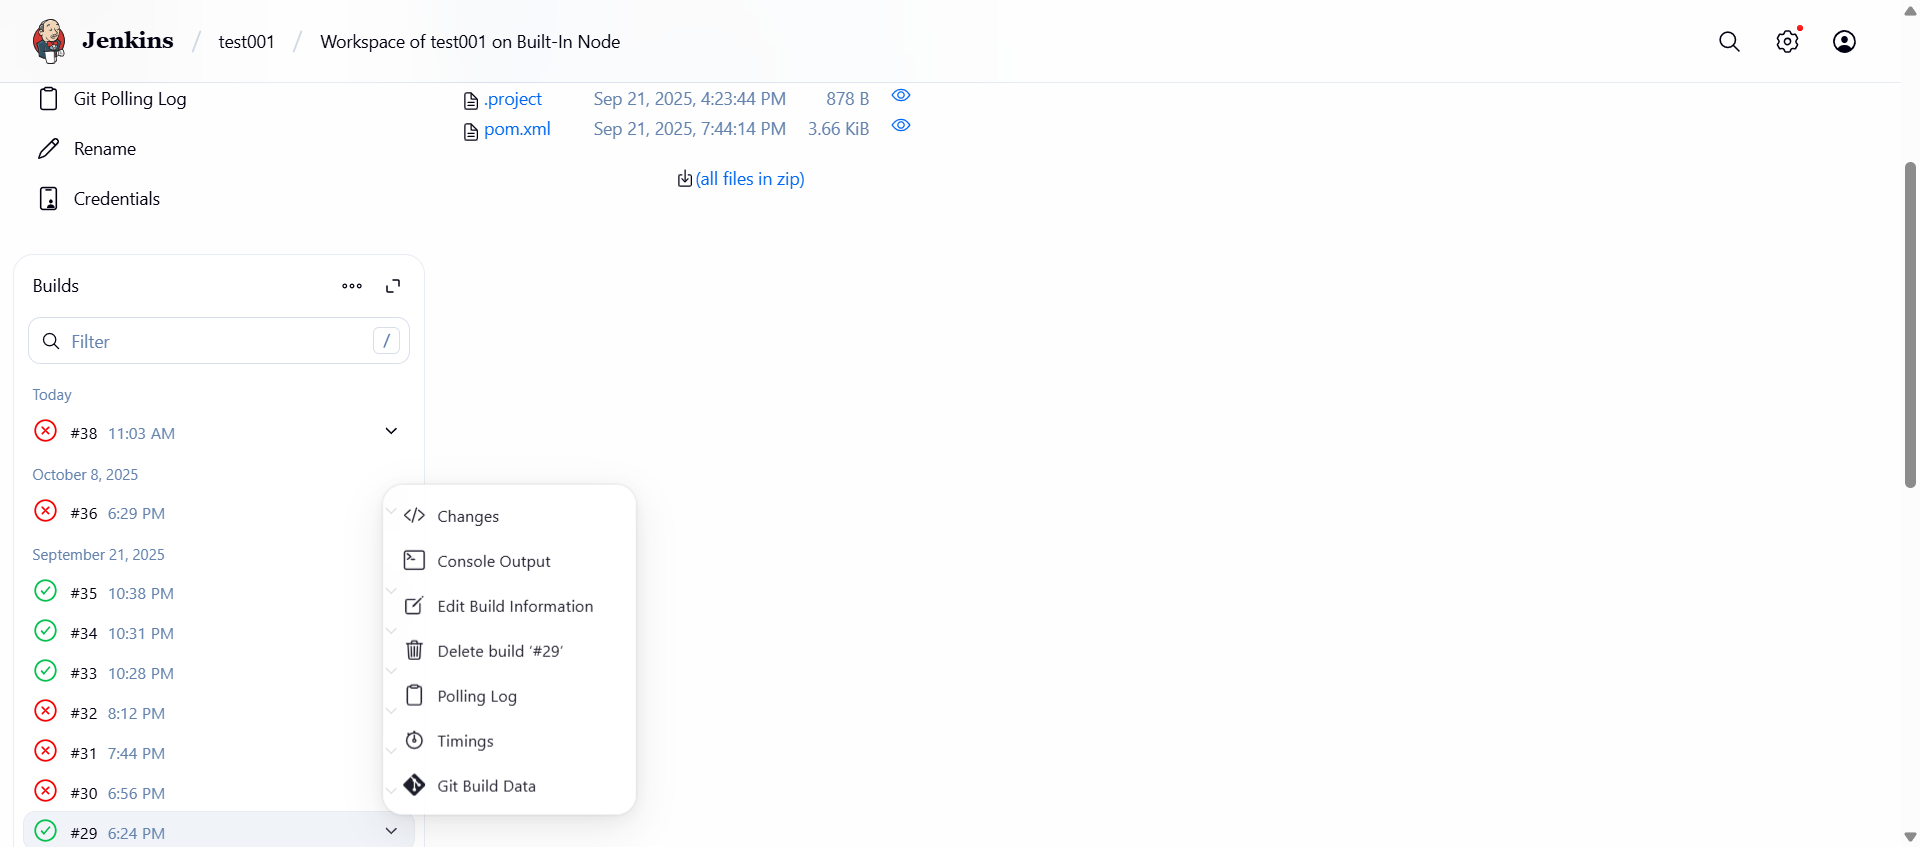 Jenkins / test001 / Workspace of test001 on Built-In Node
Git Polling Log
Rename
Credentials
.project Sep 21, 2025, 4:23:44 PM 878 B
pom.xml Sep 21, 2025, 7:44:14 PM 3.66 KiB
(all files in zip)
Builds
Filter /
Today
#38 11:03 AM
October 8, 2025
#36 6:29 PM
September 21, 2025
#35 10:38 PM
#34 10:31 PM
#33 10:28 PM
#32 8:12 PM
#31 7:44 PM
#30 6:56 PM
#29 6:24 PM
Changes
Console Output
Edit Build Information
Delete build ‘#29’
Polling Log
Timings
Git Build Data